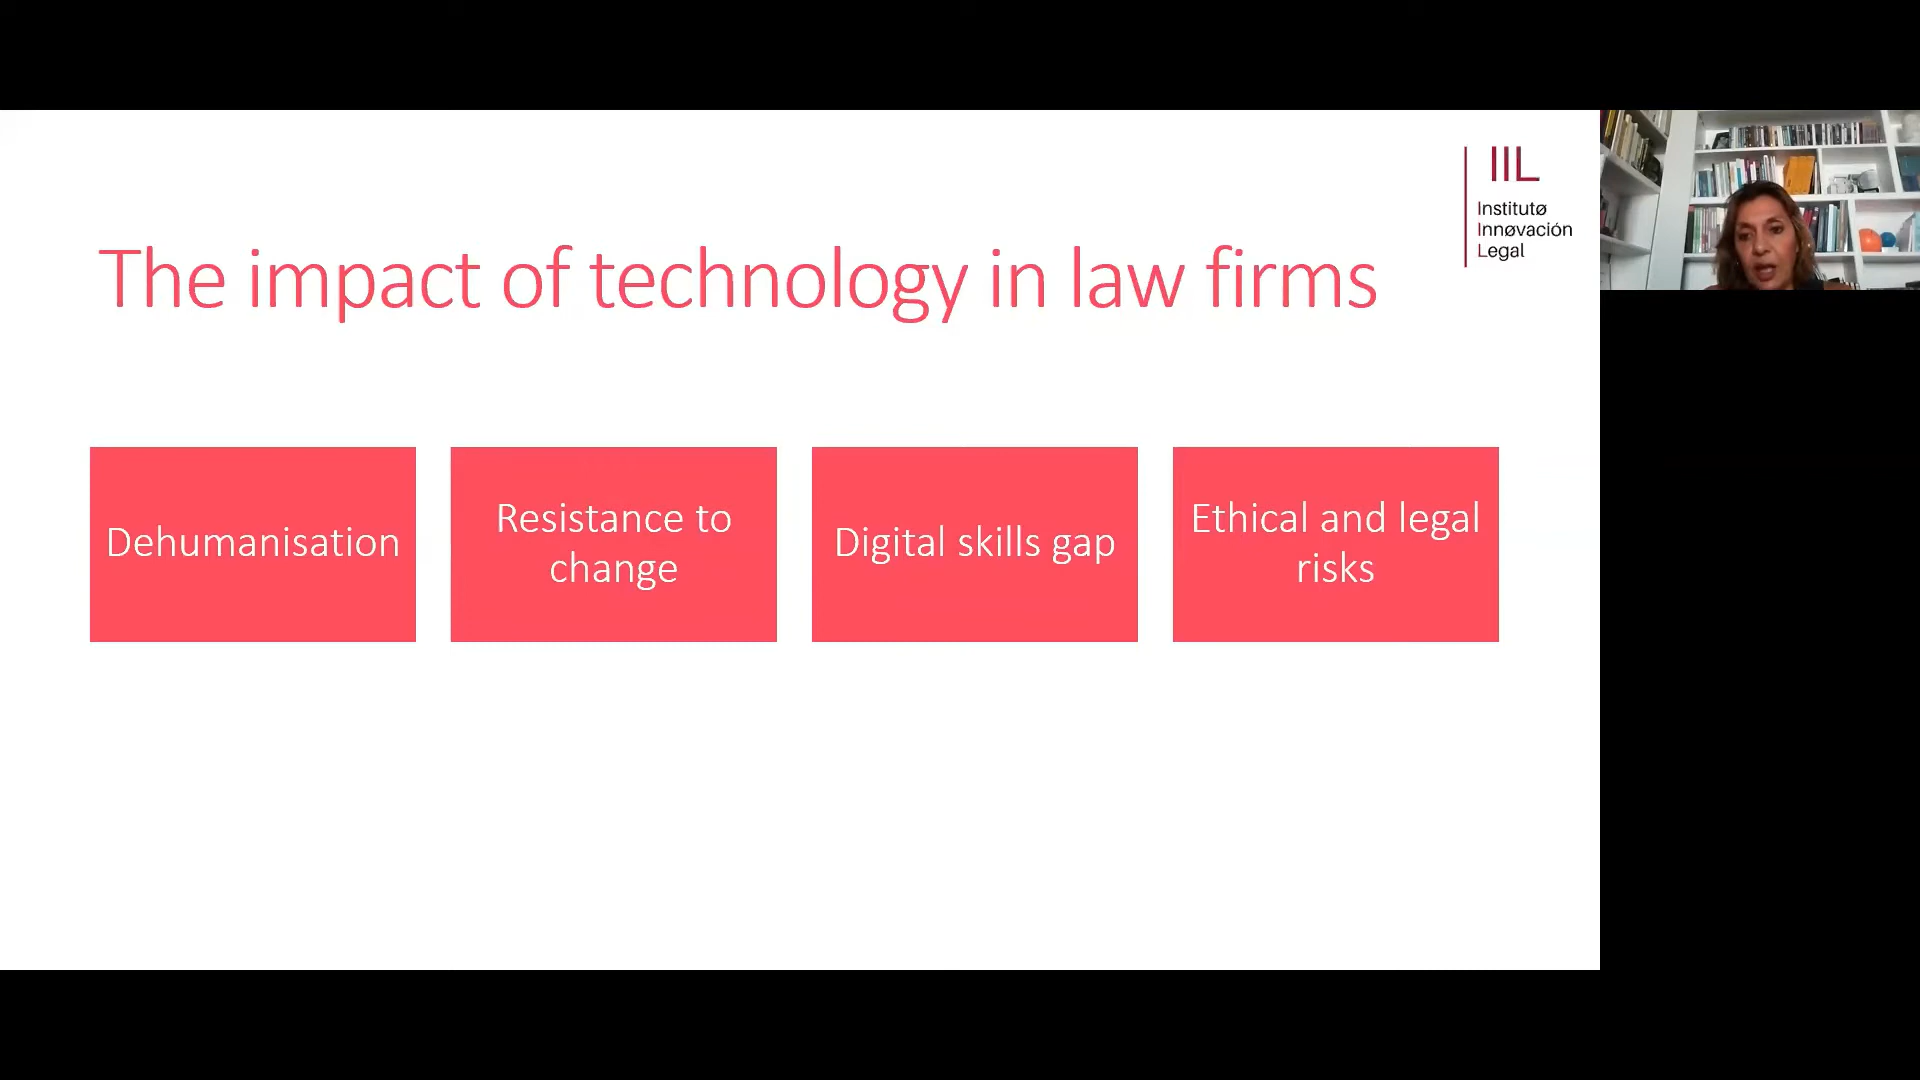 IIL
Institutø
Innøvación
Legal
The impact of technology in law firms
Dehumanisation
Resistance to
change
Digital skills gap
Ethical and legal
risks